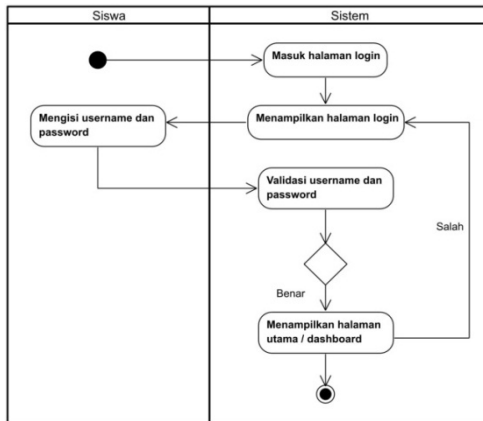 Siswa
Sistem
Masuk halaman login
Mengisi username dan
password
Menampilkan halaman login
Validasi username dan
password
Salah
Benar
Menampilkan halaman
utama / dashboard